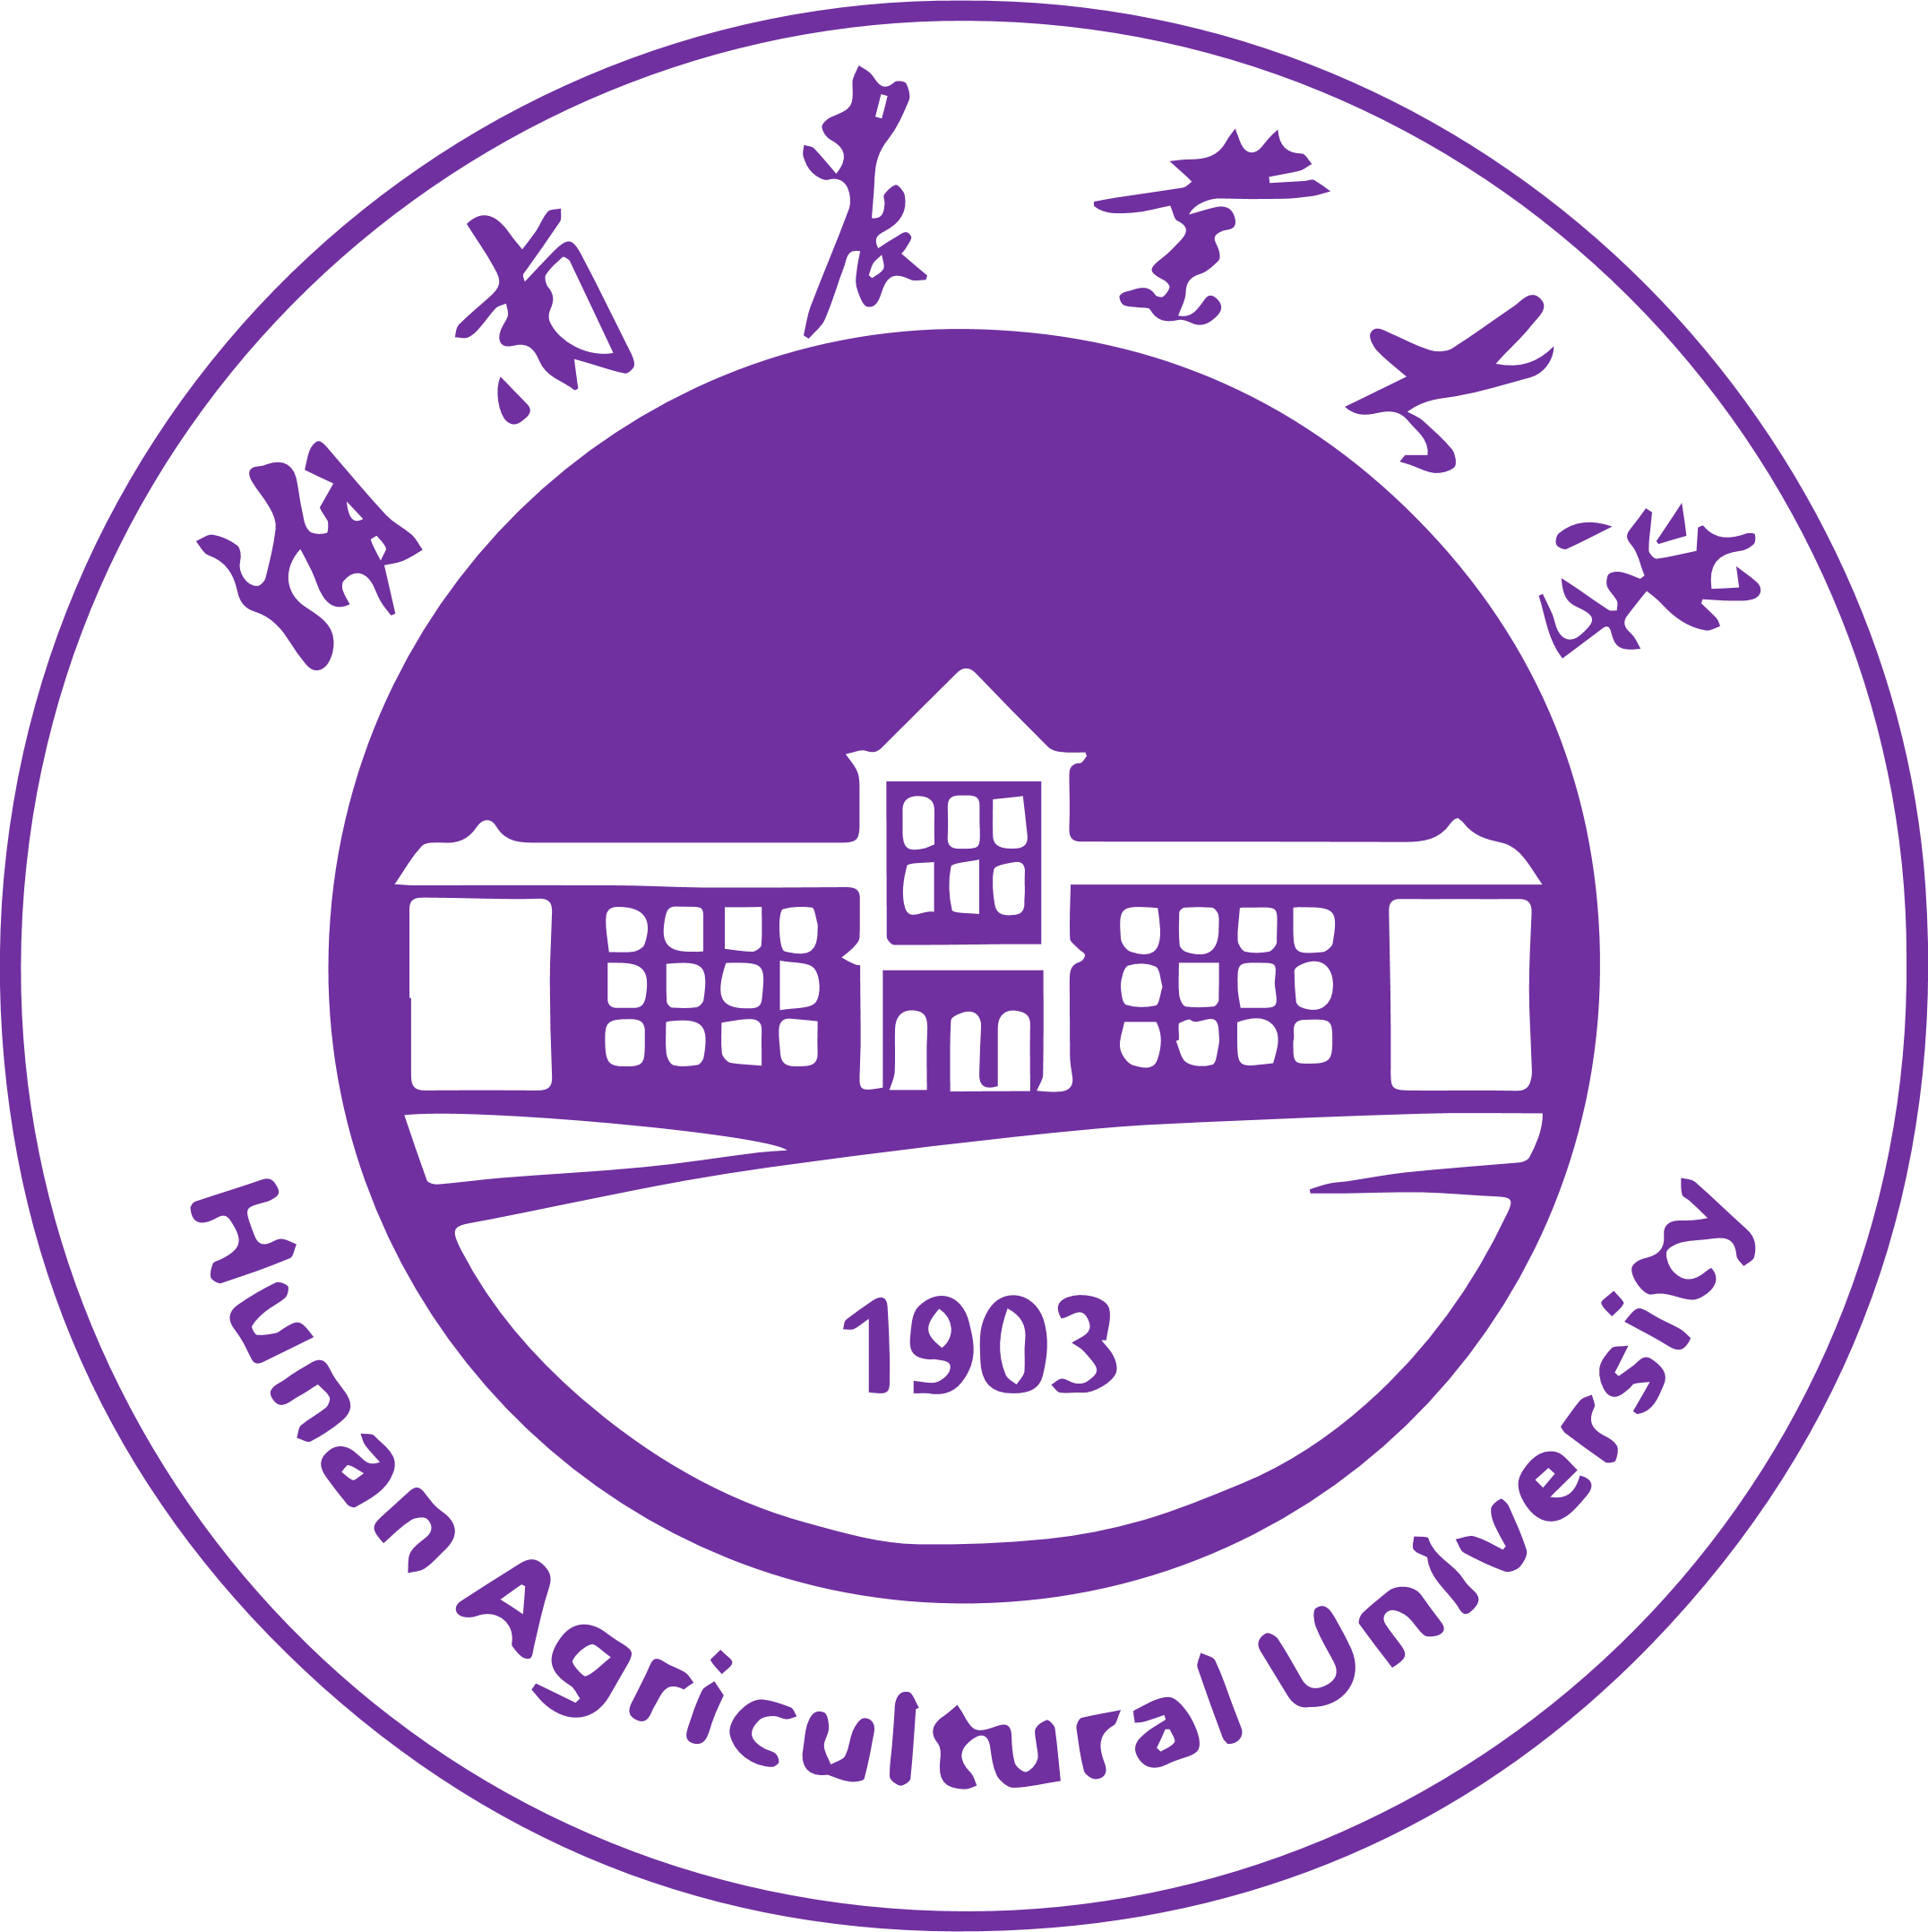 湖南农业大学
1903
Hunan Agricultural University